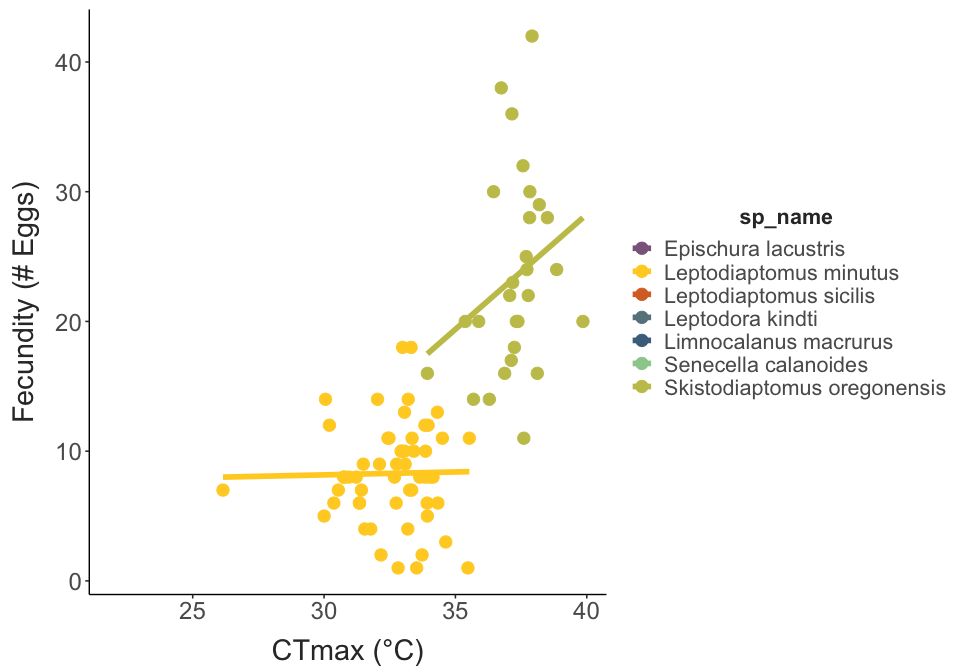 40
30
20
10
0
Fecundity (# Eggs)
25
30
35
40
CTmax (°C)
sp_name
Epischura lacustris
Leptodiaptomus minutus
Leptodiaptomus sicilis
Leptodora kindti
Limnocalanus macrurus
Senecella calanoides
Skistodiaptomus oregonensis